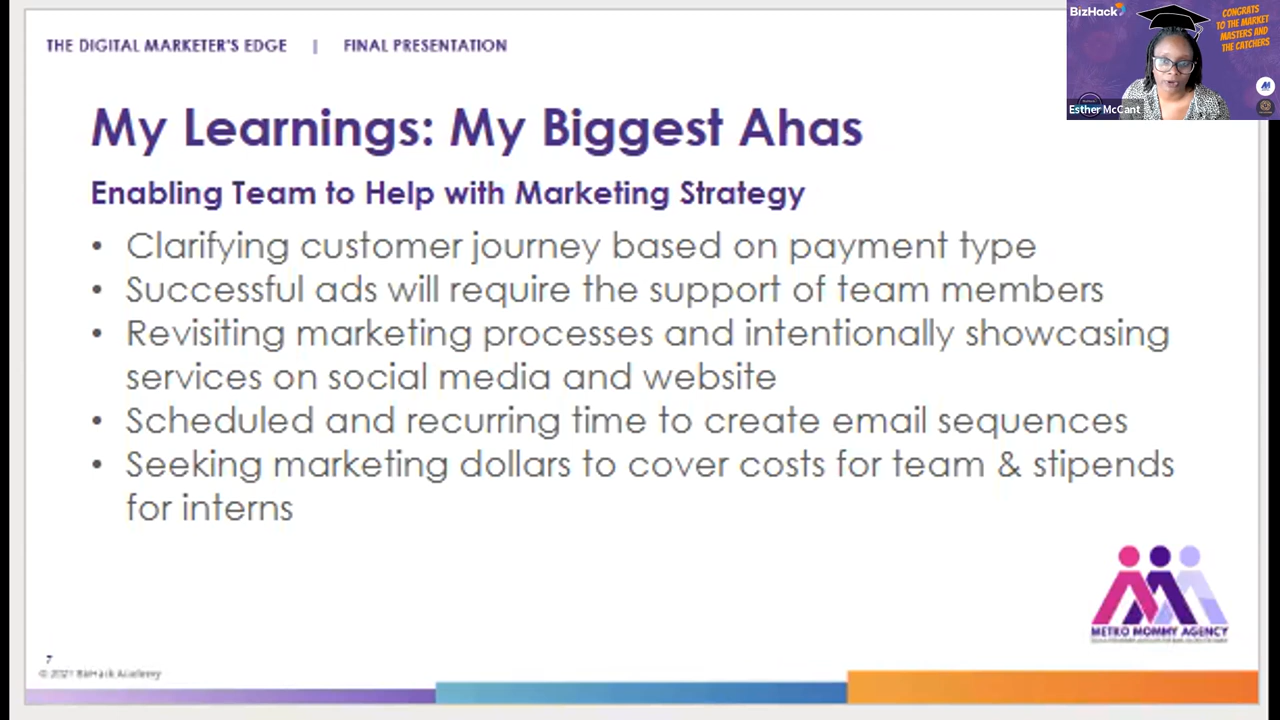 THE DIGITAL MARKETER'S EDGE | FINAL PRESENTATION
BizHack
CONGRATS
TO THE MARKET
MASTERS AND
THE CATCHERS
Esther McCant
My Learnings: My Biggest Ahas
Enabling Team to Help with Marketing Strategy
• Clarifying customer journey based on payment type
• Successful ads will require the support of team members
• Revisiting marketing processes and intentionally showcasing
services on social media and website
• Scheduled and recurring time to create email sequences
• Seeking marketing dollars to cover costs for team & stipends
for interns
METRO MOMMY AGENCY
7
© 2021 BizHack Academy